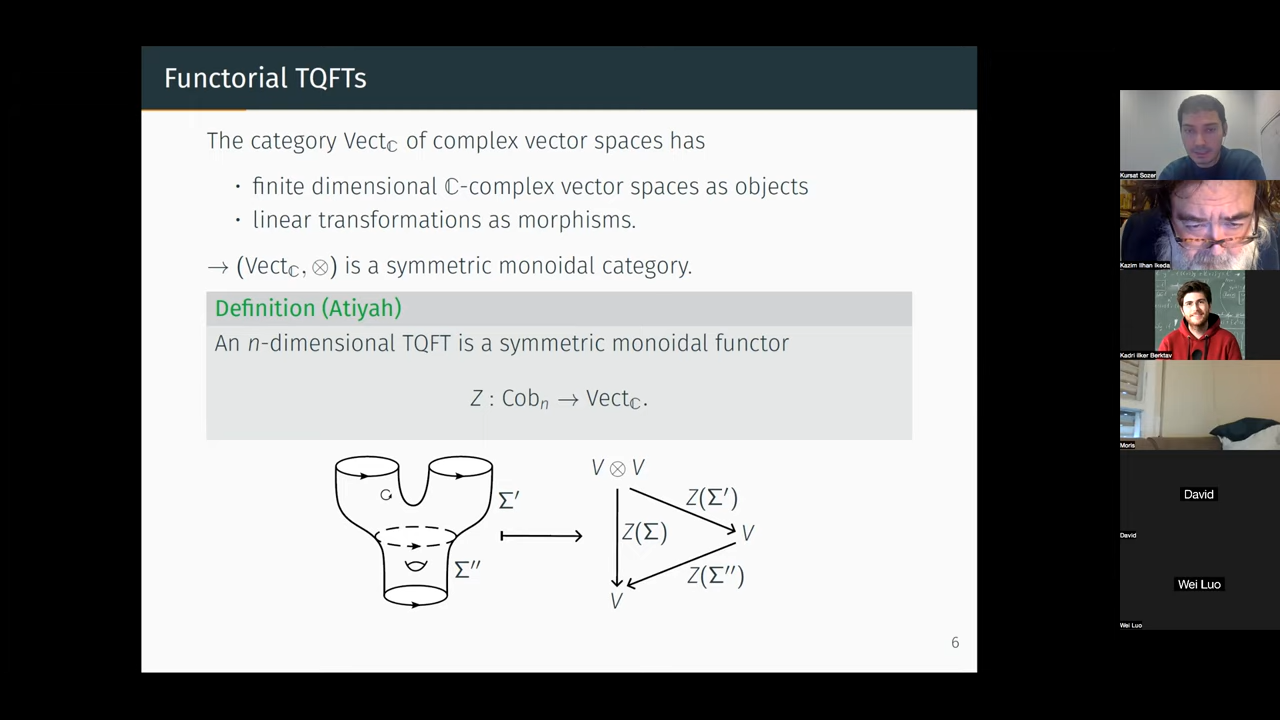 Functorial TQFTs
The category Vect_ℂ of complex vector spaces has
· finite dimensional ℂ-complex vector spaces as objects
· linear transformations as morphisms.
→ (Vect_ℂ, ⊗) is a symmetric monoidal category.
Definition (Atiyah)
An n-dimensional TQFT is a symmetric monoidal functor
Z : Cob_n → Vect_ℂ.
V ⊗ V
Σ′
Z(Σ′)
Z(Σ)
V
Σ′′
Z(Σ′′)
V
6
Kursat Sozer
Kazim Ilhan Ikeda
Kadri ilker Berktav
Moris
David
David
Wei Luo
Wei Luo